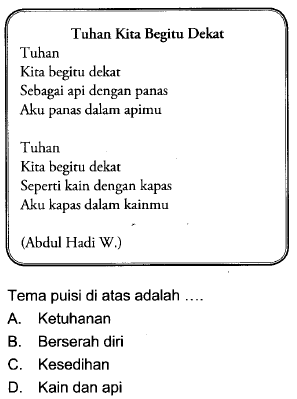 Tuhan Kita Begitu Dekat
Tuhan
Kita begitu dekat
Sebagai api dengan panas
Aku panas dalam apimu
Tuhan
Kita begitu dekat
Seperti kain dengan kapas
Aku kapas dalam kainmu
(Abdul Hadi W.)
Tema puisi di atas adalah ....
A. Ketuhanan
B. Berserah diri
C. Kesedihan
D. Kain dan api